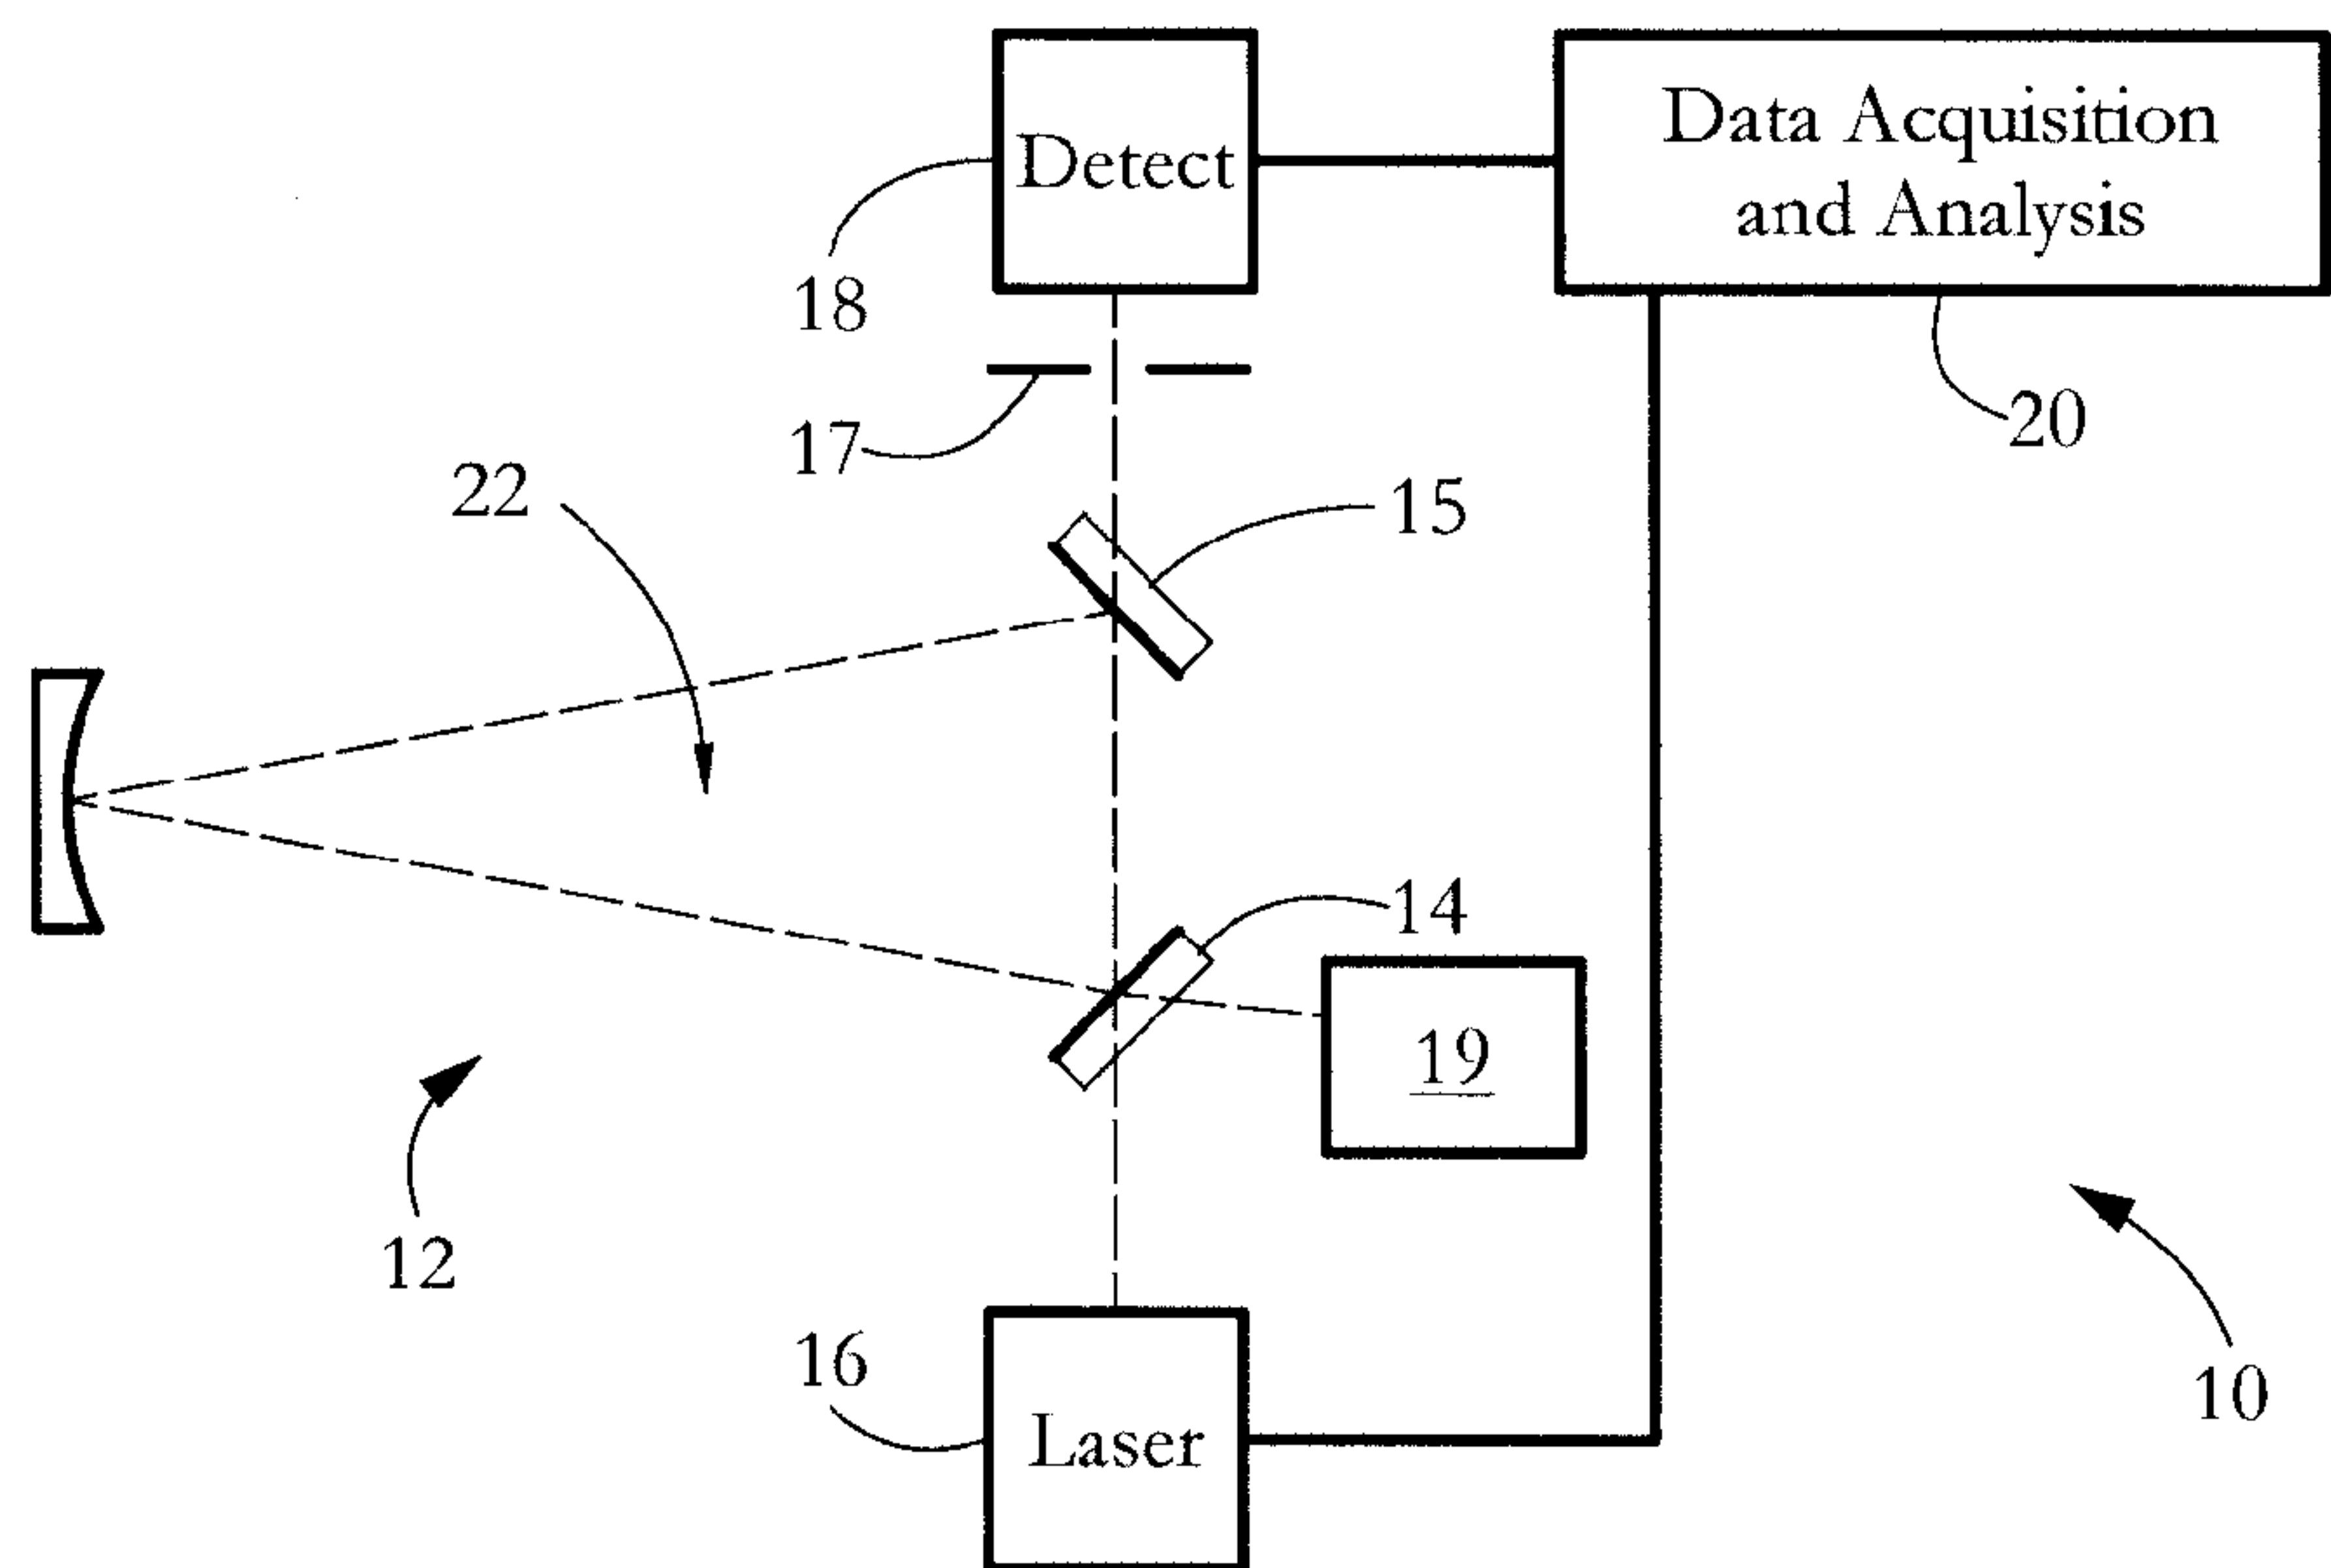 Detect
Data Acquisition
and Analysis
18
17
20
22
15
14
19
12
16
Laser
10